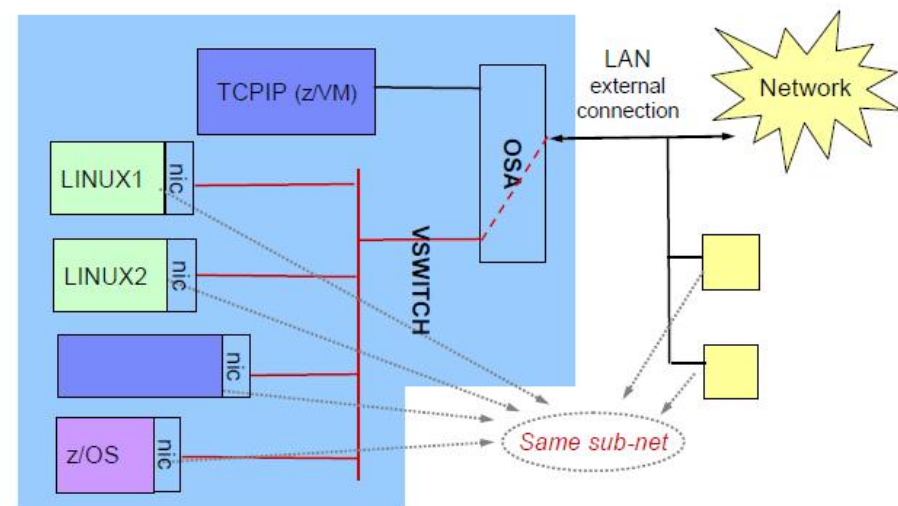 TCPIP (z/VM)
OSA
LAN
external
connection
Network
LINUX1
nic
LINUX2
nic
VSWITCH
nic
z/OS
nic
Same sub-net